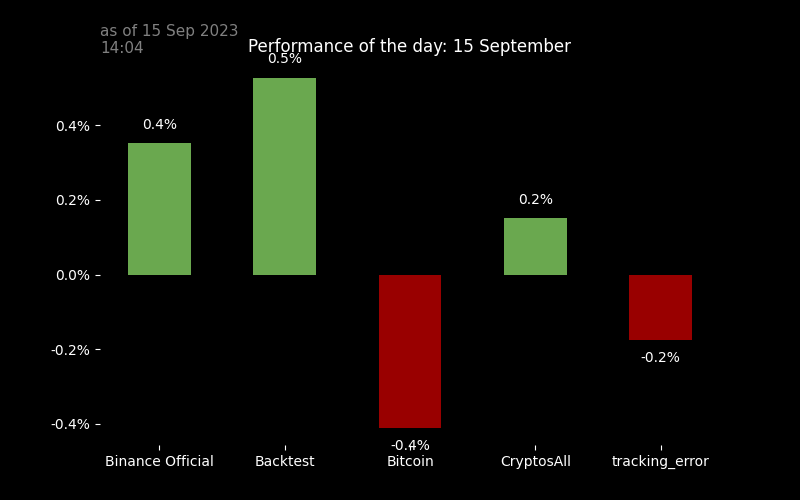 as of 15 Sep 2023
14:04
Performance of the day: 15 September
0.5%
0.4%
0.4%
0.2%
0.2%
0.0%
-0.2%
-0.2%
-0.4%
-0.4%
Binance Official
Backtest
Bitcoin
CryptosAll
tracking_error